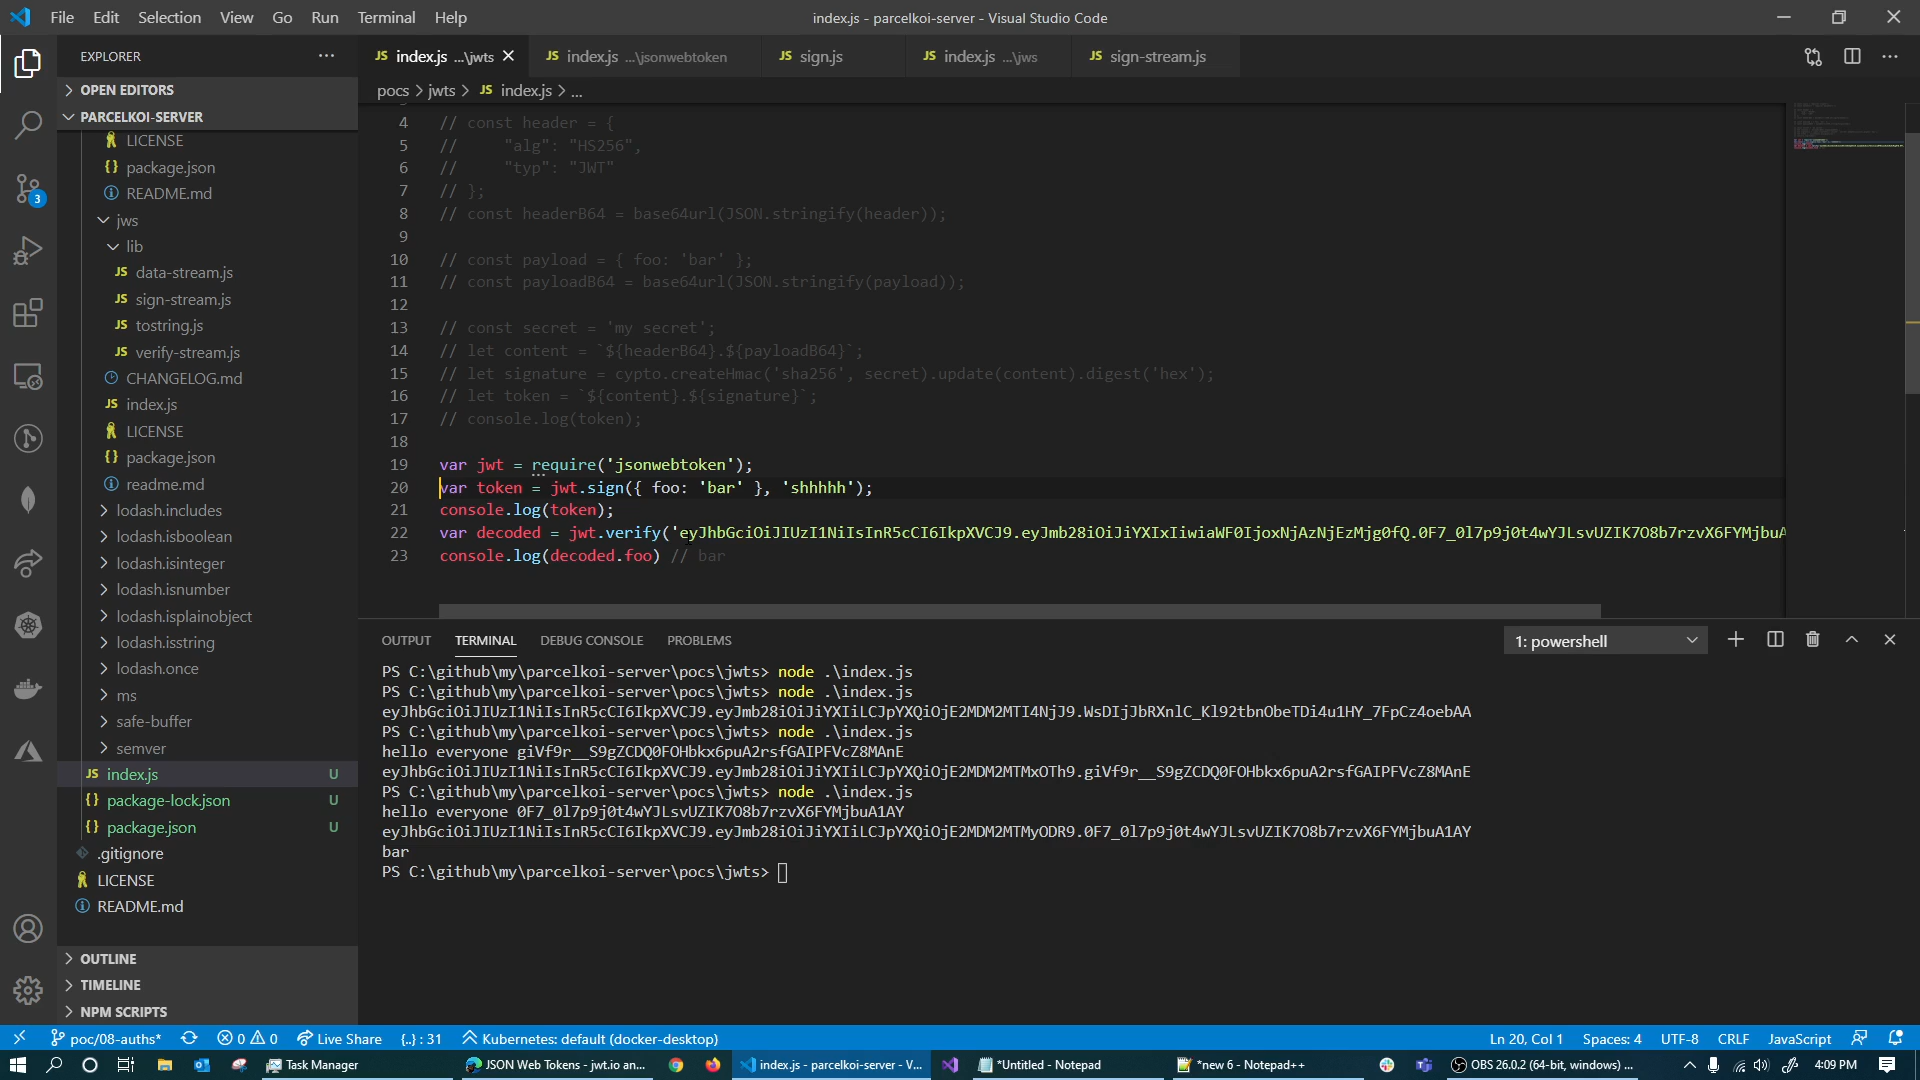 File Edit Selection View Go Run Terminal Help
index.js - parcelkoi-server - Visual Studio Code
EXPLORER
OPEN EDITORS
PARCELKOI-SERVER
LICENSE
package.json
README.md
jws
lib
data-stream.js
sign-stream.js
tostring.js
verify-stream.js
CHANGELOG.md
index.js
LICENSE
package.json
readme.md
lodash.includes
lodash.isboolean
lodash.isinteger
lodash.isnumber
lodash.isplainobject
lodash.isstring
lodash.once
ms
safe-buffer
semver
index.js U
package-lock.json U
package.json U
.gitignore
LICENSE
README.md
OUTLINE
TIMELINE
NPM SCRIPTS
3
JS index.js ...\jwts
JS index.js ...\jsonwebtoken
JS sign.js
JS index.js ...\jws
JS sign-stream.js
pocs > jwts > JS index.js > ...
4 // const header = {
5 //     "alg": "HS256",
6 //     "typ": "JWT"
7 // };
8 // const headerB64 = base64url(JSON.stringify(header));
9
10 // const payload = { foo: 'bar' };
11 // const payloadB64 = base64url(JSON.stringify(payload));
12
13 // const secret = 'my secret';
14 // let content = `${headerB64}.${payloadB64}`;
15 // let signature = cypto.createHmac('sha256', secret).update(content).digest('hex');
16 // let token = `${content}.${signature}`;
17 // console.log(token);
18
19 var jwt = require('jsonwebtoken');
20 var token = jwt.sign({ foo: 'bar' }, 'shhhhh');
21 console.log(token);
22 var decoded = jwt.verify('eyJhbGciOiJIUzI1NiIsInR5cCI6IkpXVCJ9.eyJmb28iOiJiYXIxIiwiaWF0IjoxNjAzNjEzMjg0fQ.0F7_0l7p9j0t4wYJLsvUZIK7O8b7rzvX6FYMjbuA
23 console.log(decoded.foo) // bar
OUTPUT TERMINAL DEBUG CONSOLE PROBLEMS
1: powershell
PS C:\github\my\parcelkoi-server\pocs\jwts> node .\index.js
PS C:\github\my\parcelkoi-server\pocs\jwts> node .\index.js
eyJhbGciOiJIUzI1NiIsInR5cCI6IkpXVCJ9.eyJmb28iOiJiYXIiLCJpYXQiOjE2MDM2MTI4NjJ9.WsDIjJbRXnlC_Kl92tbnObeTDi4u1HY_7FpCz4oebAA
PS C:\github\my\parcelkoi-server\pocs\jwts> node .\index.js
hello everyone giVf9r__S9gZCDQ0FOHbkx6puA2rsfGAIPFVcZ8MAnE
eyJhbGciOiJIUzI1NiIsInR5cCI6IkpXVCJ9.eyJmb28iOiJiYXIiLCJpYXQiOjE2MDM2MTMxOTh9.giVf9r__S9gZCDQ0FOHbkx6puA2rsfGAIPFVcZ8MAnE
PS C:\github\my\parcelkoi-server\pocs\jwts> node .\index.js
hello everyone 0F7_0l7p9j0t4wYJLsvUZIK7O8b7rzvX6FYMjbuA1AY
eyJhbGciOiJIUzI1NiIsInR5cCI6IkpXVCJ9.eyJmb28iOiJiYXIiLCJpYXQiOjE2MDM2MTMyODR9.0F7_0l7p9j0t4wYJLsvUZIK7O8b7rzvX6FYMjbuA1AY
bar
PS C:\github\my\parcelkoi-server\pocs\jwts>
poc/08-auths* 0 0 Live Share {..} : 31 Kubernetes: default (docker-desktop)
Ln 20, Col 1 Spaces: 4 UTF-8 CRLF JavaScript
Task Manager
JSON Web Tokens - jwt.io an...
index.js - parcelkoi-server - V...
*Untitled - Notepad
*new 6 - Notepad++
OBS 26.0.2 (64-bit, windows) ...
4:09 PM